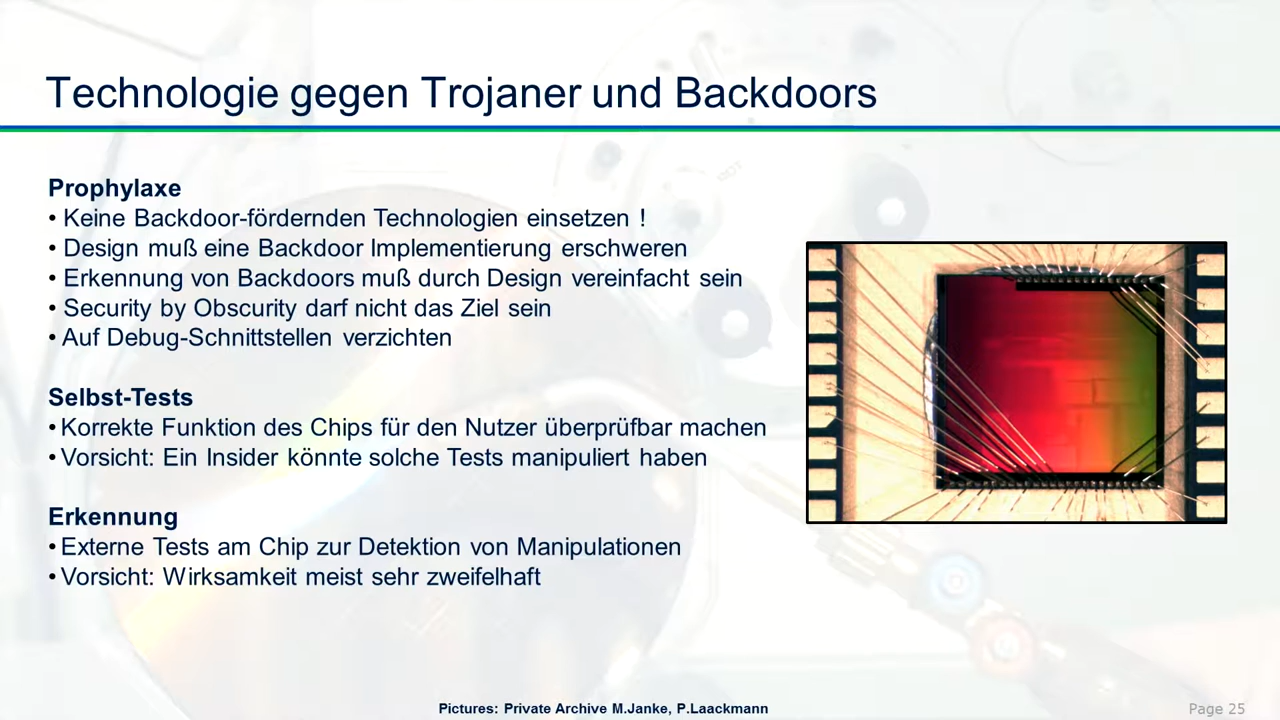 Technologie gegen Trojaner und Backdoors
Prophylaxe
• Keine Backdoor-fördernden Technologien einsetzen !
• Design muß eine Backdoor Implementierung erschweren
• Erkennung von Backdoors muß durch Design vereinfacht sein
• Security by Obscurity darf nicht das Ziel sein
• Auf Debug-Schnittstellen verzichten
Selbst-Tests
• Korrekte Funktion des Chips für den Nutzer überprüfbar machen
• Vorsicht: Ein Insider könnte solche Tests manipuliert haben
Erkennung
• Externe Tests am Chip zur Detektion von Manipulationen
• Vorsicht: Wirksamkeit meist sehr zweifelhaft
Pictures: Private Archive M.Janke, P.Laackmann
Page 25